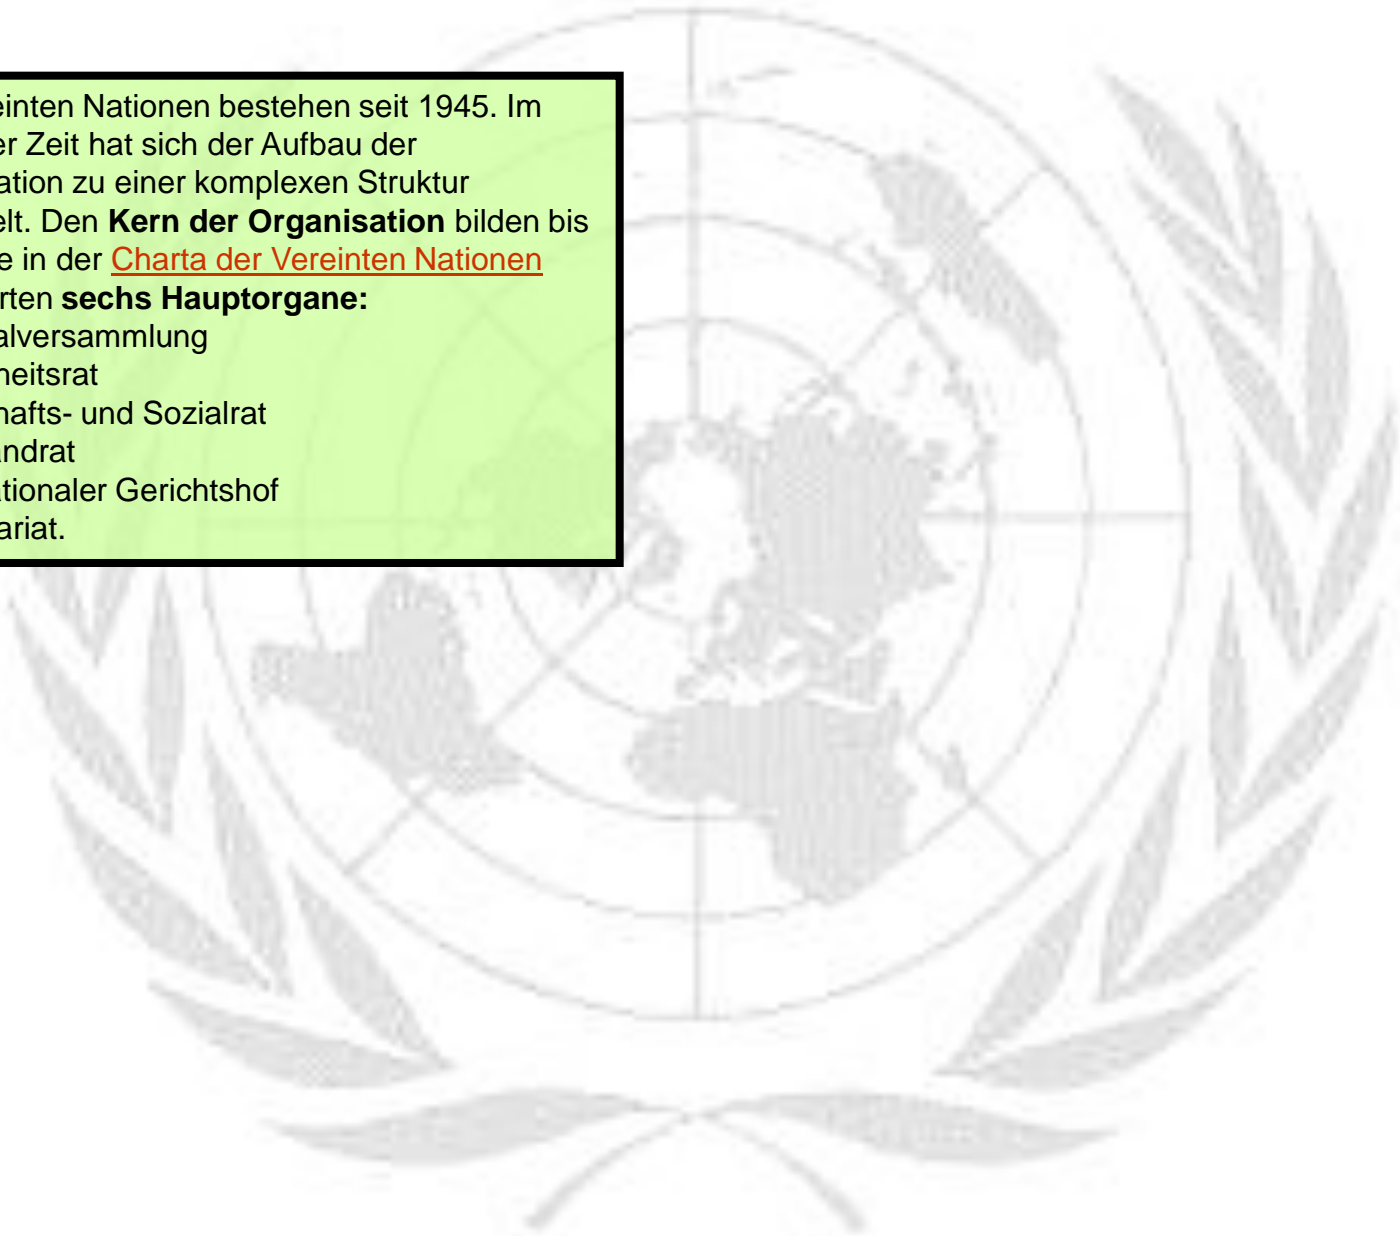 einten Nationen bestehen seit 1945. Im
er Zeit hat sich der Aufbau der
ation zu einer komplexen Struktur
elt. Den Kern der Organisation bilden bis
e in der Charta der Vereinten Nationen
rten sechs Hauptorgane:
alversammlung
heitsrat
hafts- und Sozialrat
andrat
ationaler Gerichtshof
ariat.